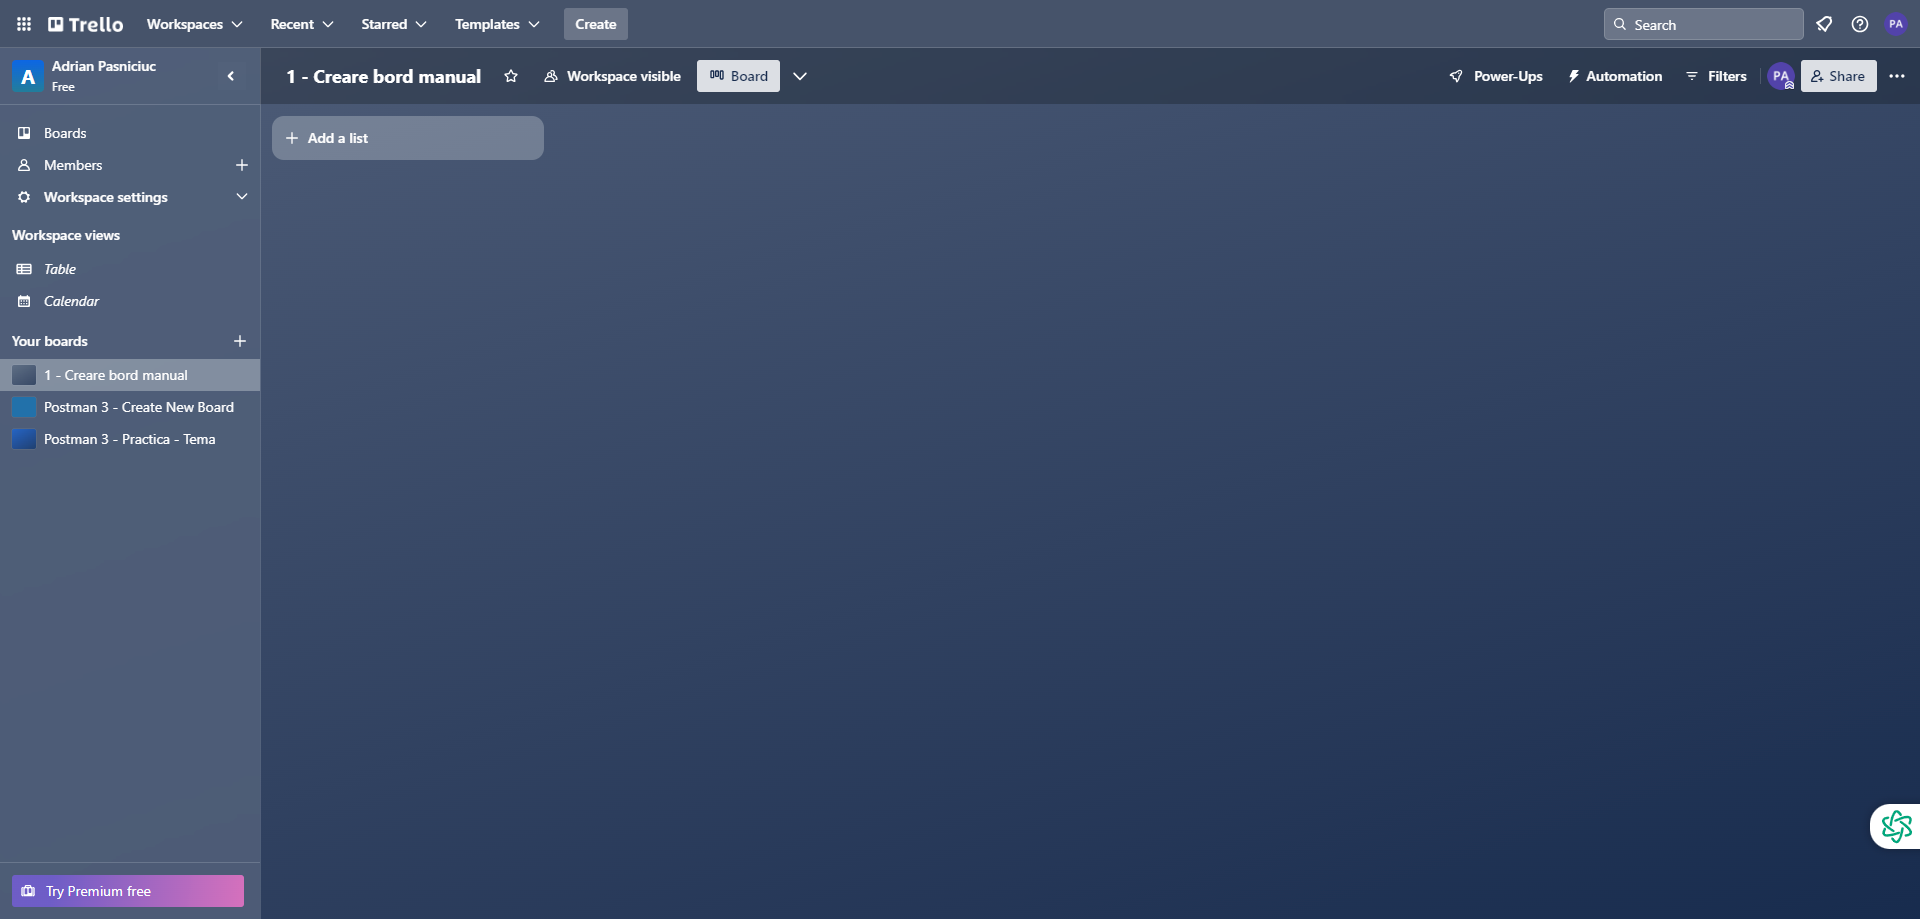 Trello
Workspaces
Recent
Starred
Templates
Create
Search
PA
A
Adrian Pasniciuc
Free
1 - Creare bord manual
Workspace visible
Board
Power-Ups
Automation
Filters
PA
Share
Boards
Members
Workspace settings
Workspace views
Table
Calendar
Your boards
1 - Creare bord manual
Postman 3 - Create New Board
Postman 3 - Practica - Tema
Add a list
Try Premium free